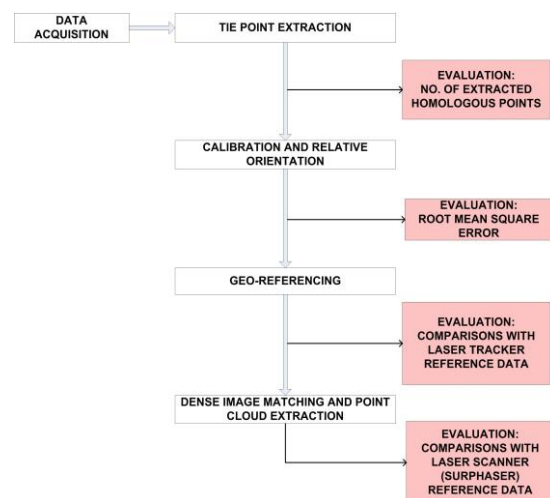 DATA
ACQUISITION
TIE POINT EXTRACTION
EVALUATION:
NO. OF EXTRACTED
HOMOLOGOUS POINTS
CALIBRATION AND RELATIVE
ORIENTATION
EVALUATION:
ROOT MEAN SQUARE
ERROR
GEO-REFERENCING
EVALUATION:
COMPARISONS WITH
LASER TRACKER
REFERENCE DATA
DENSE IMAGE MATCHING AND POINT
CLOUD EXTRACTION
EVALUATION:
COMPARISONS WITH
LASER SCANNER
(SURPHASER)
REFERENCE DATA